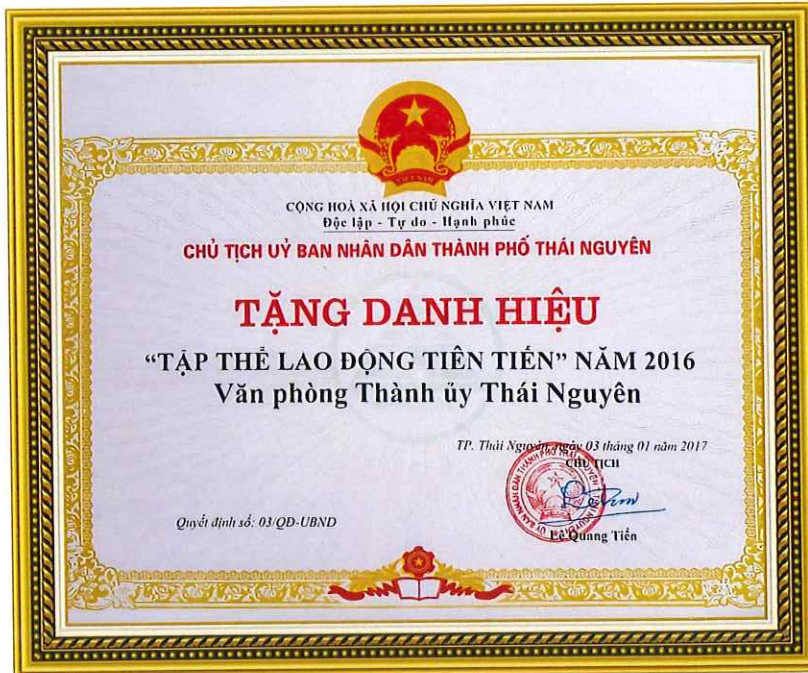 VIỆT NAM
CỘNG HOÀ XÃ HỘI CHỦ NGHĨA VIỆT NAM
Độc lập - Tự do - Hạnh phúc
CHỦ TỊCH UỶ BAN NHÂN DÂN THÀNH PHỐ THÁI NGUYÊN
TẶNG DANH HIỆU
“TẬP THỂ LAO ĐỘNG TIÊN TIẾN” NĂM 2016
Văn phòng Thành ủy Thái Nguyên
TP. Thái Nguyên, ngày 03 tháng 01 năm 2017
CHỦ TỊCH
Quyết định số: 03/QĐ-UBND
Lê Quang Tiến